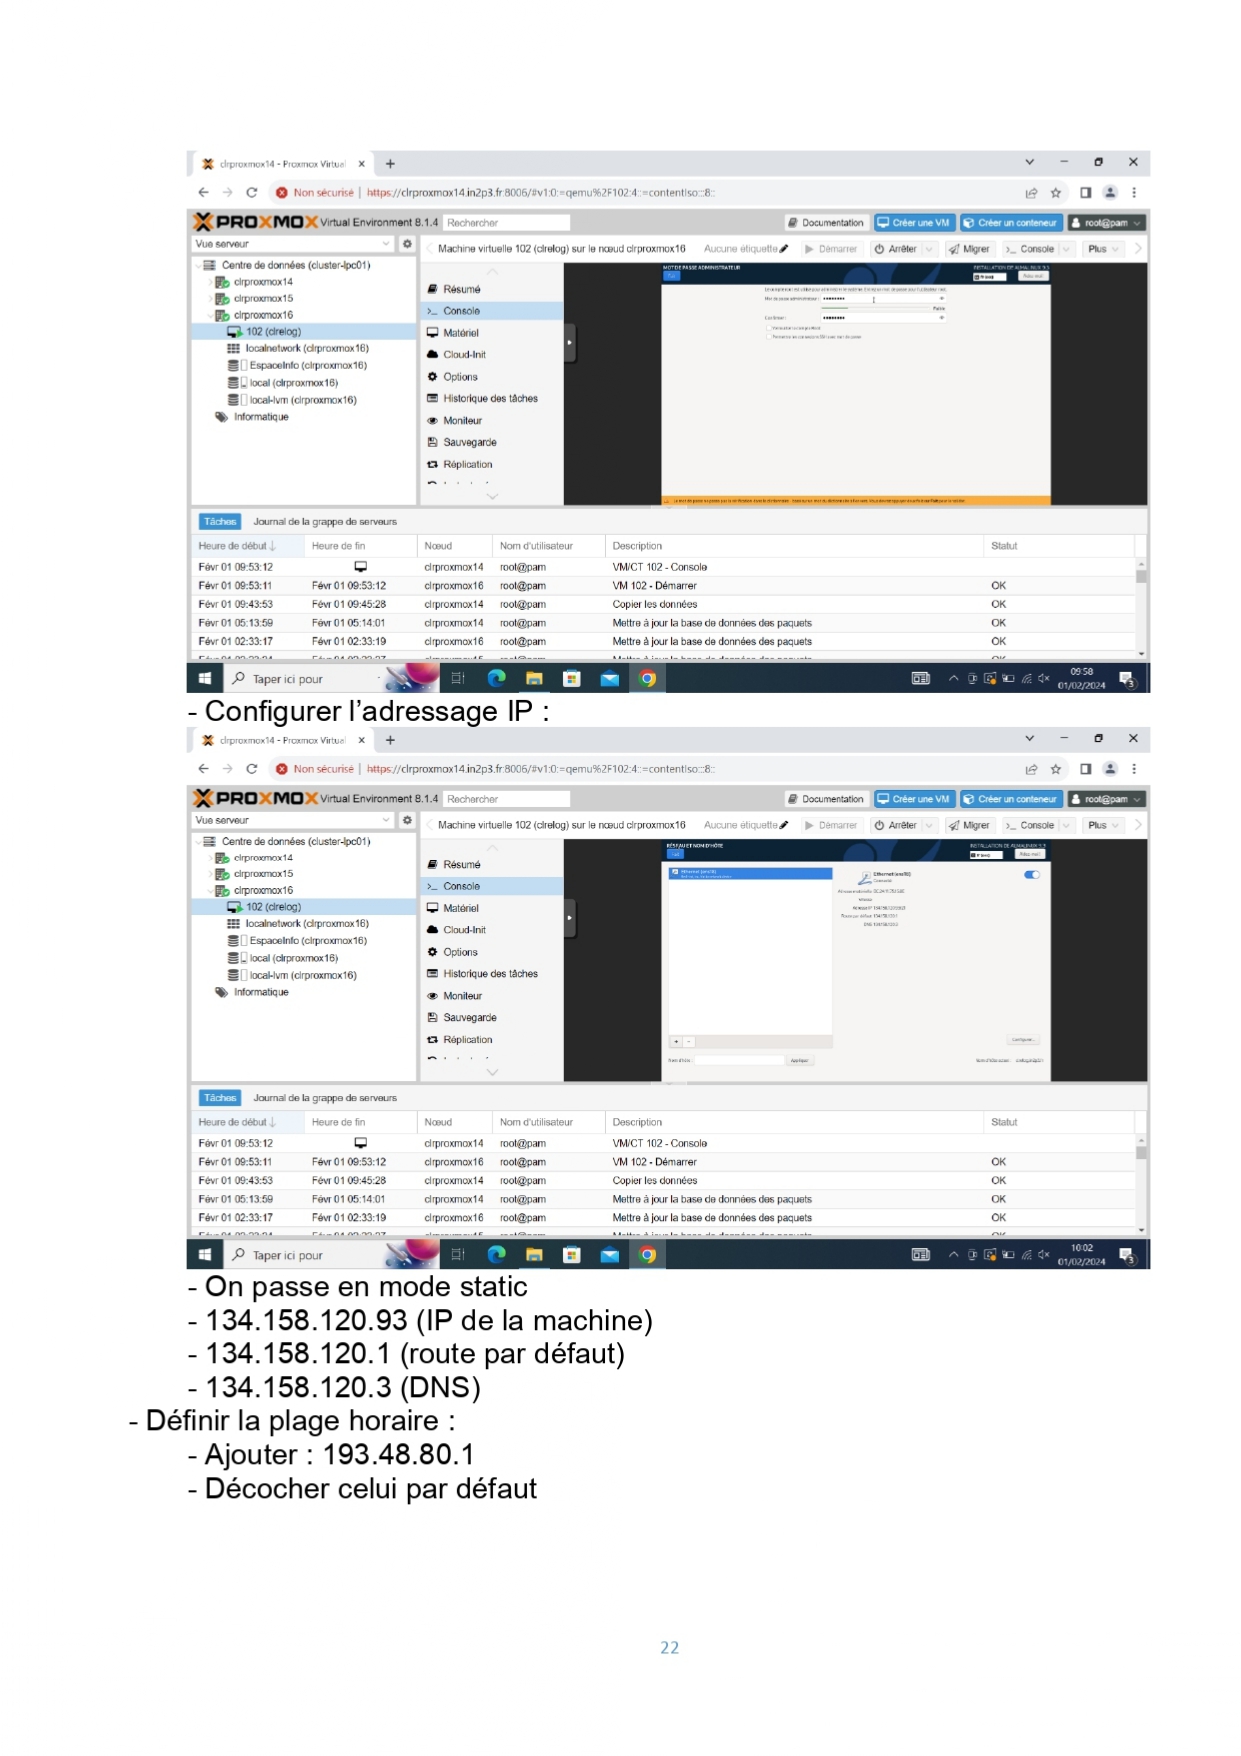 clrproxmox14 - Proxmox Virtual
Non sécurisé | https://clrproxmox14.in2p3.fr:8006/#v1:0:=qemu%2F102:4:=contentIso:::8::
PROXMOX Virtual Environment 8.1.4 Rechercher Documentation Créer une VM Créer un conteneur root@pam
Vue serveur
Machine virtuelle 102 (clrelog) sur le nœud clrproxmox16 Aucune étiquette Démarrer Arrêter Migrer Console Plus
Centre de données (cluster-lpc01)
clrproxmox14
clrproxmox15
clrproxmox16
102 (clrelog)
localnetwork (clrproxmox16)
EspaceInfo (clrproxmox16)
local (clrproxmox16)
local-lvm (clrproxmox16)
Informatique
Résumé
Console
Matériel
Cloud-Init
Options
Historique des tâches
Moniteur
Sauvegarde
Réplication
MOT DE PASSE ADMINISTRATEUR
INSTALLATION DE ALMALINUX 9.3
Tâches Journal de la grappe de serveurs
Heure de début Heure de fin Nœud Nom d'utilisateur Description Statut
Févr 01 09:53:12 clrproxmox14 root@pam VM/CT 102 - Console
Févr 01 09:53:11 Févr 01 09:53:12 clrproxmox16 root@pam VM 102 - Démarrer OK
Févr 01 09:43:53 Févr 01 09:45:28 clrproxmox14 root@pam Copier les données OK
Févr 01 05:13:59 Févr 01 05:14:01 clrproxmox14 root@pam Mettre à jour la base de données des paquets OK
Févr 01 02:33:17 Févr 01 02:33:19 clrproxmox16 root@pam Mettre à jour la base de données des paquets OK
Taper ici pour
09:58
01/02/2024
- Configurer l’adressage IP :
clrproxmox14 - Proxmox Virtual
Non sécurisé | https://clrproxmox14.in2p3.fr:8006/#v1:0:=qemu%2F102:4:=contentIso:::8::
PROXMOX Virtual Environment 8.1.4 Rechercher Documentation Créer une VM Créer un conteneur root@pam
Vue serveur
Machine virtuelle 102 (clrelog) sur le nœud clrproxmox16 Aucune étiquette Démarrer Arrêter Migrer Console Plus
Centre de données (cluster-lpc01)
clrproxmox14
clrproxmox15
clrproxmox16
102 (clrelog)
localnetwork (clrproxmox16)
EspaceInfo (clrproxmox16)
local (clrproxmox16)
local-lvm (clrproxmox16)
Informatique
Résumé
Console
Matériel
Cloud-Init
Options
Historique des tâches
Moniteur
Sauvegarde
Réplication
RÉSEAU ET NOM D'HÔTE
INSTALLATION DE ALMALINUX 9.3
Tâches Journal de la grappe de serveurs
Heure de début Heure de fin Nœud Nom d'utilisateur Description Statut
Févr 01 09:53:12 clrproxmox14 root@pam VM/CT 102 - Console
Févr 01 09:53:11 Févr 01 09:53:12 clrproxmox16 root@pam VM 102 - Démarrer OK
Févr 01 09:43:53 Févr 01 09:45:28 clrproxmox14 root@pam Copier les données OK
Févr 01 05:13:59 Févr 01 05:14:01 clrproxmox14 root@pam Mettre à jour la base de données des paquets OK
Févr 01 02:33:17 Févr 01 02:33:19 clrproxmox16 root@pam Mettre à jour la base de données des paquets OK
Taper ici pour
10:02
01/02/2024
- On passe en mode static
- 134.158.120.93 (IP de la machine)
- 134.158.120.1 (route par défaut)
- 134.158.120.3 (DNS)
- Définir la plage horaire :
- Ajouter : 193.48.80.1
- Décocher celui par défaut
22